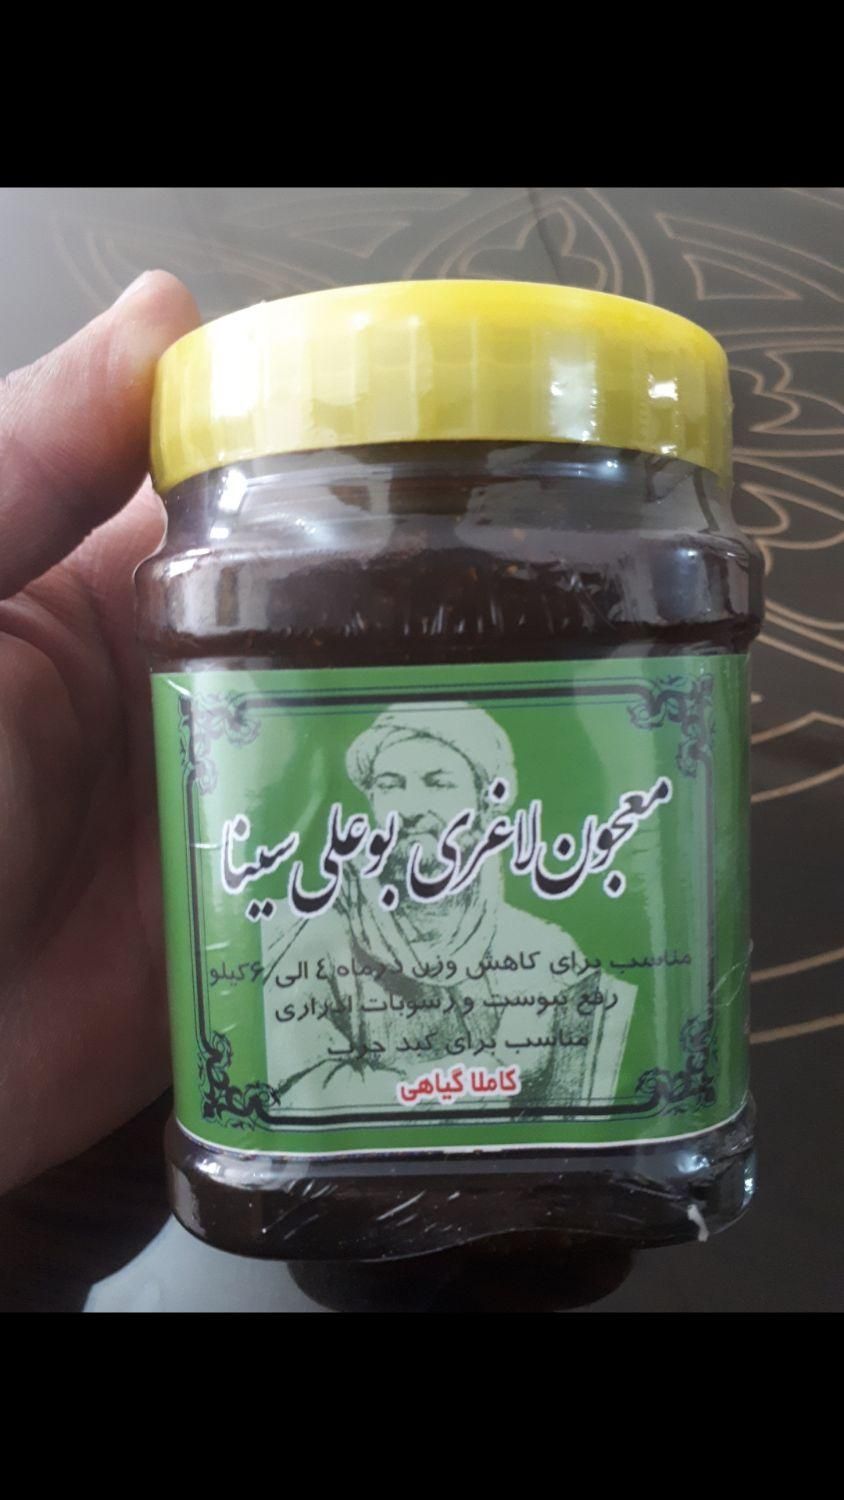 معجون لاغری بوعلی سینا
مناسب برای کاهش وزن در ماه ٤ الی ۶ کیلو
رفع یبوست و رسوبات ادراری
مناسب برای کبد چرب
کاملا گیاهی